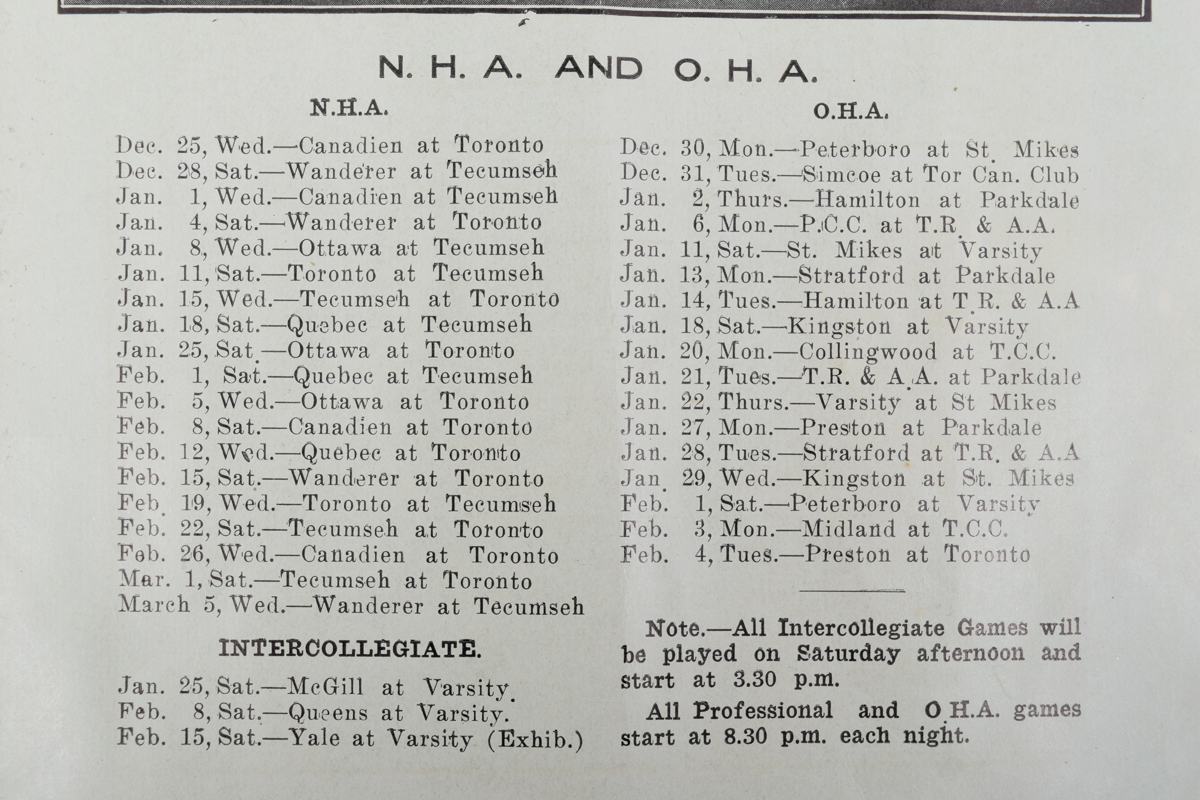 N. H. A. AND O. H. A.
N.H.A.
Dec. 25, Wed.—Canadien at Toronto
Dec. 28, Sat.—Wanderer at Tecumseh
Jan. 1, Wed.—Canadien at Tecumseh
Jan. 4, Sat.—Wanderer at Toronto
Jan. 8, Wed.—Ottawa at Tecumseh
Jan. 11, Sat.—Toronto at Tecumseh
Jan. 15, Wed.—Tecumseh at Toronto
Jan. 18, Sat.—Quebec at Tecumseh
Jan. 25, Sat.—Ottawa at Toronto
Feb. 1, Sat.—Quebec at Tecumseh
Feb. 5, Wed.—Ottawa at Toronto
Feb. 8, Sat.—Canadien at Toronto
Feb. 12, Wed.—Quebec at Toronto
Feb. 15, Sat.—Wanderer at Toronto
Feb. 19, Wed.—Toronto at Tecumseh
Feb. 22, Sat.—Tecumseh at Toronto
Feb. 26, Wed.—Canadien at Toronto
Mar. 1, Sat.—Tecumseh at Toronto
March 5, Wed.—Wanderer at Tecumseh
INTERCOLLEGIATE.
Jan. 25, Sat.—McGill at Varsity.
Feb. 8, Sat.—Queens at Varsity.
Feb. 15, Sat.—Yale at Varsity (Exhib.)
O.H.A.
Dec. 30, Mon.—Peterboro at St. Mikes
Dec. 31, Tues.—Simcoe at Tor Can. Club
Jan. 2, Thurs.—Hamilton at Parkdale
Jan. 6, Mon.—P.C.C. at T.R. & A.A.
Jan. 11, Sat.—St. Mikes at Varsity
Jan. 13, Mon.—Stratford at Parkdale
Jan. 14, Tues.—Hamilton at T.R. & A.A
Jan. 18, Sat.—Kingston at Varsity
Jan. 20, Mon.—Collingwood at T.C.C.
Jan. 21, Tues.—T.R. & A.A. at Parkdale
Jan. 22, Thurs.—Varsity at St Mikes
Jan. 27, Mon.—Preston at Parkdale
Jan. 28, Tues.—Stratford at T.R. & A.A
Jan. 29, Wed.—Kingston at St. Mikes
Feb. 1, Sat.—Peterboro at Varsity
Feb. 3, Mon.—Midland at T.C.C.
Feb. 4, Tues.—Preston at Toronto
Note.—All Intercollegiate Games will
be played on Saturday afternoon and
start at 3.30 p.m.
All Professional and O.H.A. games
start at 8.30 p.m. each night.